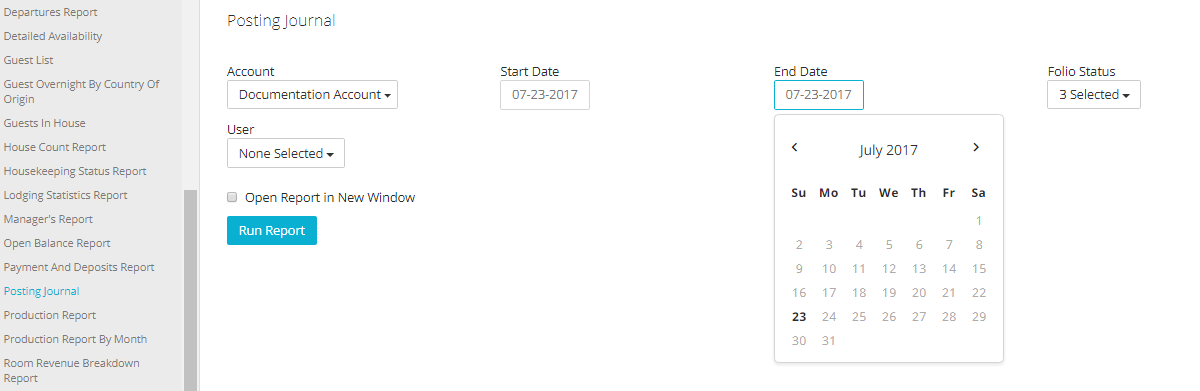 Departures Report
Detailed Availability
Guest List
Guest Overnight By Country Of
Origin
Guests In House
House Count Report
Housekeeping Status Report
Lodging Statistics Report
Manager's Report
Open Balance Report
Payment And Deposits Report
Posting Journal
Production Report
Production Report By Month
Room Revenue Breakdown
Report
Posting Journal
Account
Documentation Account
Start Date
07-23-2017
End Date
07-23-2017
Folio Status
3 Selected
User
None Selected
Open Report in New Window
Run Report
July 2017
Su Mo Tu We Th Fr Sa
1
2 3 4 5 6 7 8
9 10 11 12 13 14 15
16 17 18 19 20 21 22
23 24 25 26 27 28 29
30 31